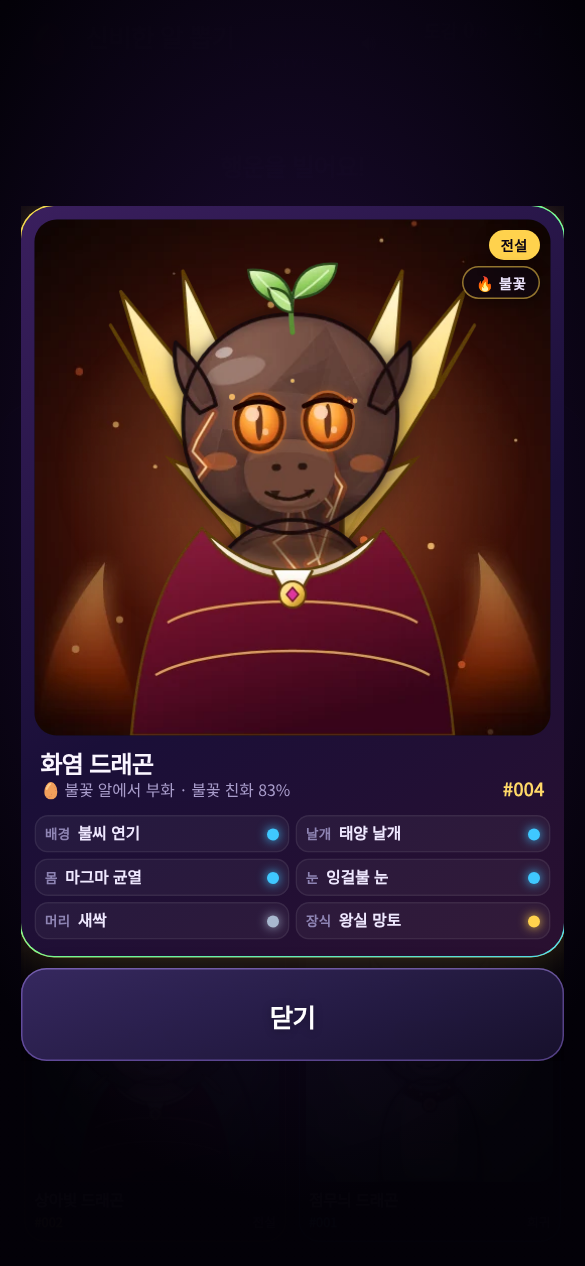 전설
🔥 불꽃
화염 드래곤
🥚 불꽃 알에서 부화 · 불꽃 친화 83%
#004
배경 불씨 연기
날개 태양 날개
몸 마그마 균열
눈 잉걸불 눈
머리 새싹
장식 왕실 망토
닫기